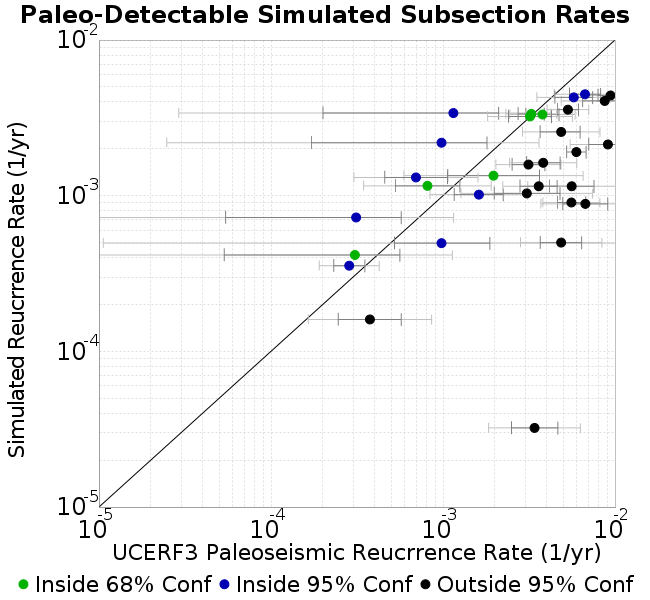 Paleo-Detectable Simulated Subsection Rates
Simulated Reucrrence Rate (1/yr)
10-2
10-3
10-4
10-5
10-5 10-4 10-3 10-2
UCERF3 Paleoseismic Reucrrence Rate (1/yr)
Inside 68% Conf Inside 95% Conf Outside 95% Conf